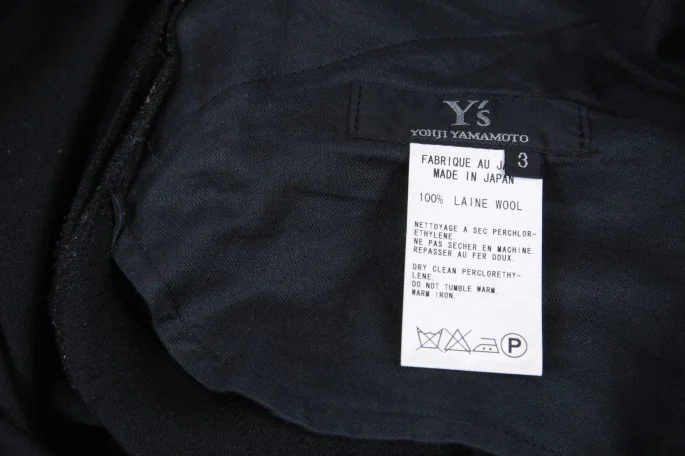 Y's
YOHJI YAMAMOTO
3
FABRIQUE AU
MADE IN JAPAN
100% LAINE WOOL
NETTOYAGE A SEC PERCHLOR-
ETHYLENE.
NE PAS SECHER EN MACHINE.
REPASSER AU FER DOUX.
DRY CLEAN PERCLORETHY-
LENE.
DO NOT TUMBLE WARM.
WARM IRON.
P